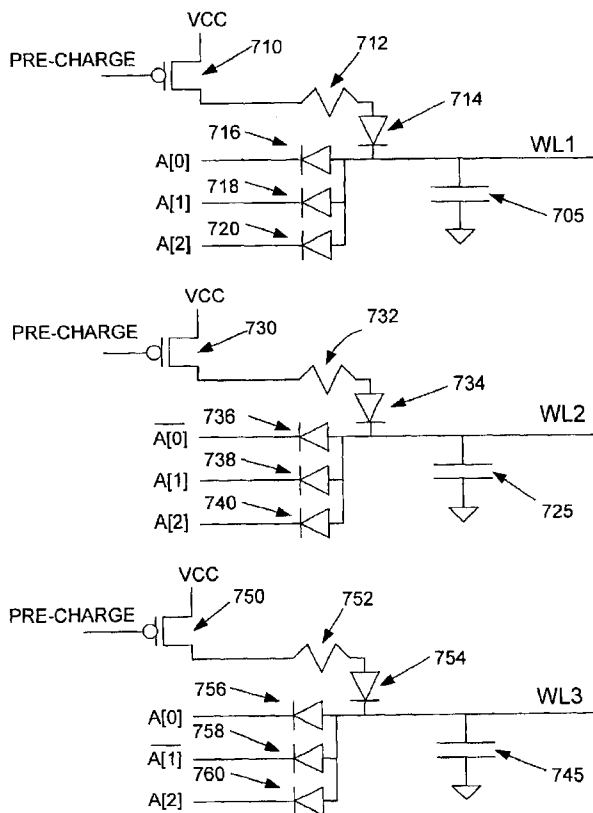 VCC
PRE-CHARGE
710
712
714
716
A[0]
WL1
718
A[1]
705
720
A[2]
VCC
PRE-CHARGE
730
732
734
736
A̅[̅0̅]̅
WL2
738
A[1]
725
740
A[2]
VCC
PRE-CHARGE
750
752
754
756
A[0]
WL3
758
A̅[̅1̅]̅
745
760
A[2]